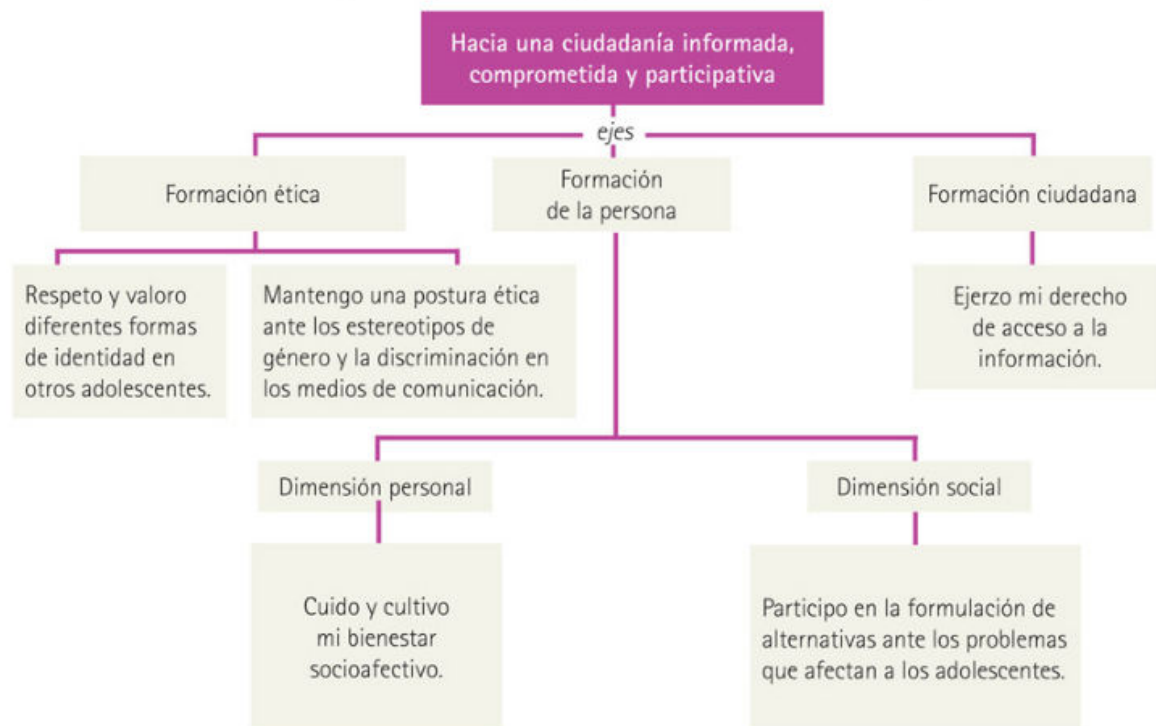 Hacia una ciudadanía informada,
comprometida y participativa
ejes
Formación ética
Formación
de la persona
Formación ciudadana
Respeto y valoro
diferentes formas
de identidad en
otros adolescentes.
Mantengo una postura ética
ante los estereotipos de
género y la discriminación en
los medios de comunicación.
Ejerzo mi derecho
de acceso a la
información.
Dimensión personal
Dimensión social
Cuido y cultivo
mi bienestar
socioafectivo.
Participo en la formulación de
alternativas ante los problemas
que afectan a los adolescentes.